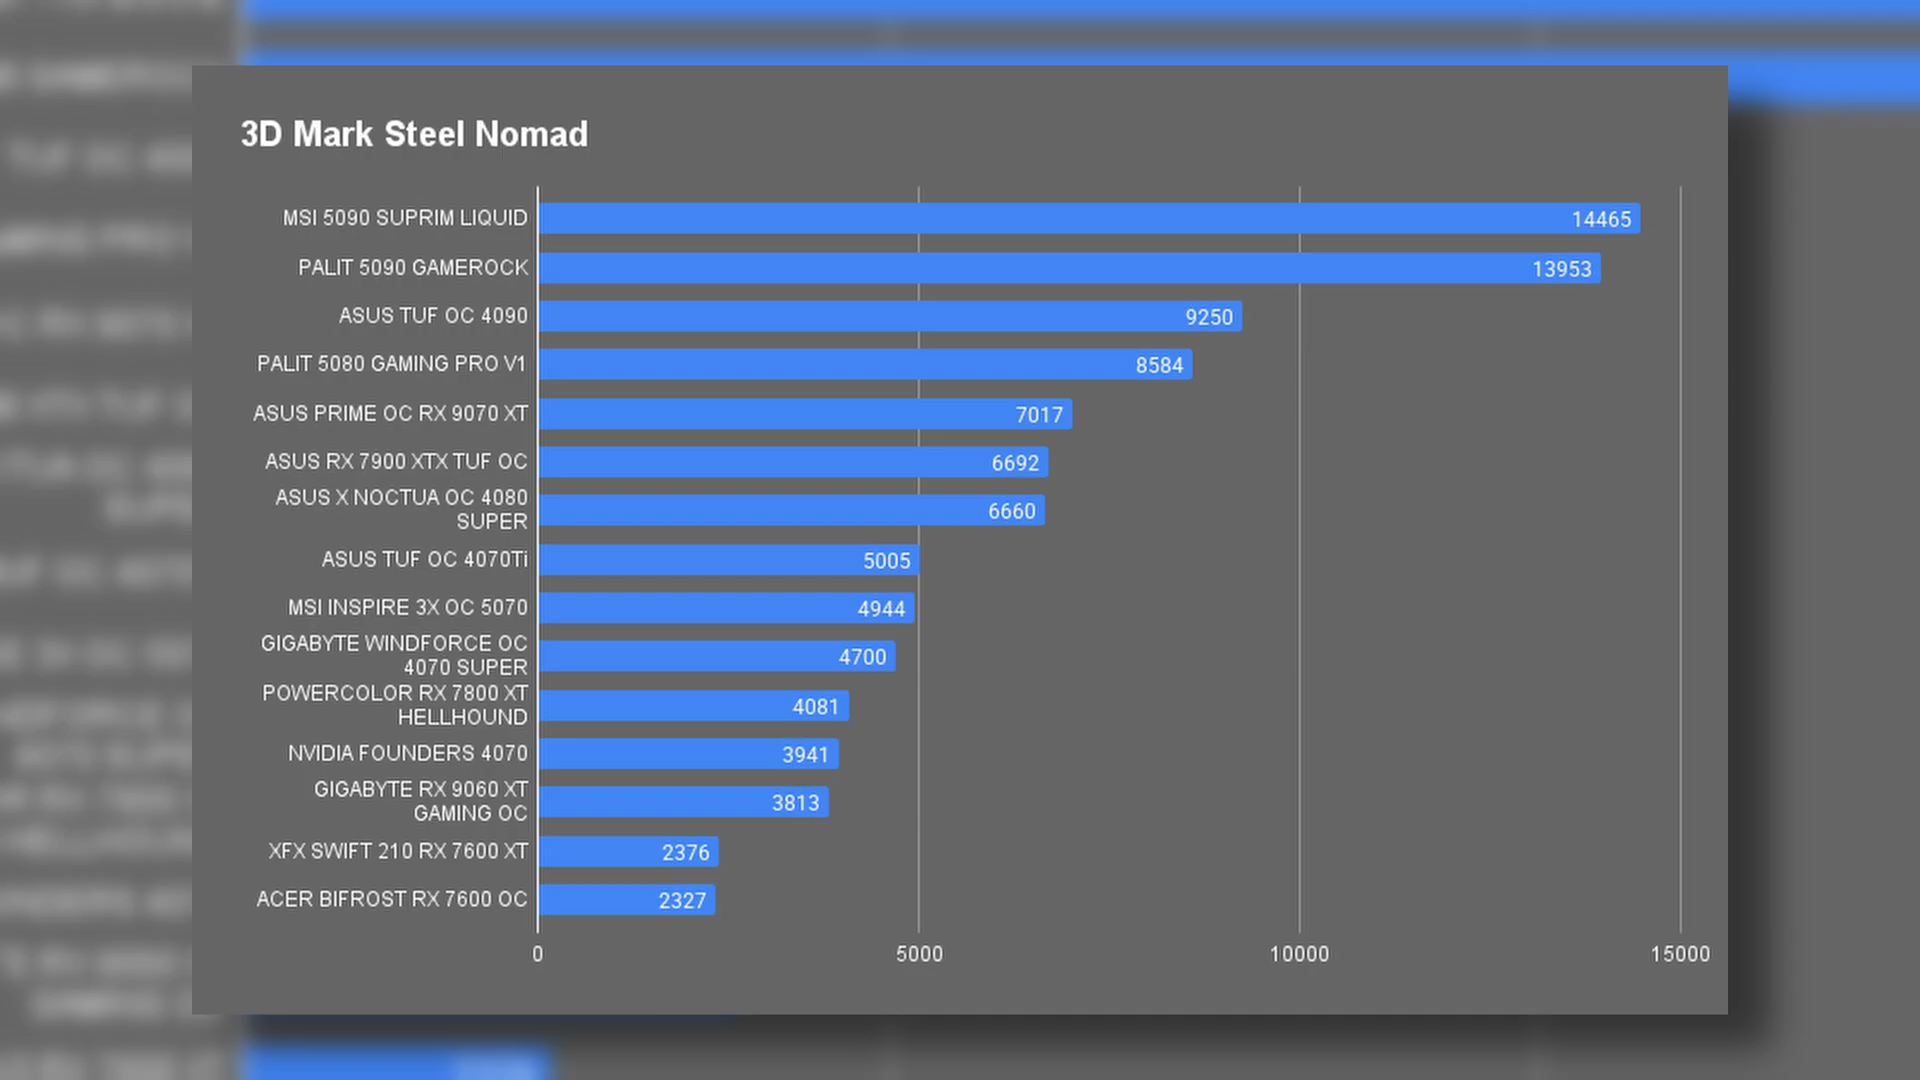 3D Mark Steel Nomad
MSI 5090 SUPRIM LIQUID 14465
PALIT 5090 GAMEROCK 13953
ASUS TUF OC 4090 9250
PALIT 5080 GAMING PRO V1 8584
ASUS PRIME OC RX 9070 XT 7017
ASUS RX 7900 XTX TUF OC 6692
ASUS X NOCTUA OC 4080
SUPER 6660
ASUS TUF OC 4070Ti 5005
MSI INSPIRE 3X OC 5070 4944
GIGABYTE WINDFORCE OC
4070 SUPER 4700
POWERCOLOR RX 7800 XT
HELLHOUND 4081
NVIDIA FOUNDERS 4070 3941
GIGABYTE RX 9060 XT
GAMING OC 3813
XFX SWIFT 210 RX 7600 XT 2376
ACER BIFROST RX 7600 OC 2327
0 5000 10000 15000